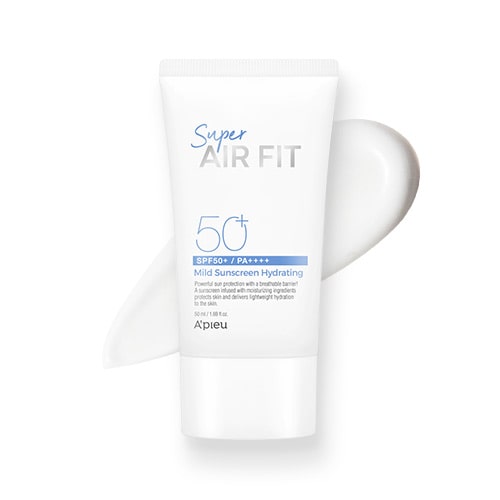 Super
AIR FIT
50+
SPF50+ / PA++++
Mild Sunscreen Hydrating
Powerful sun protection with a breathable barrier!
A sunscreen infused with moisturizing ingredients
protects skin and delivers lightweight hydration
to the skin.
50 ml / 1.69 fl.oz.
A'pieu